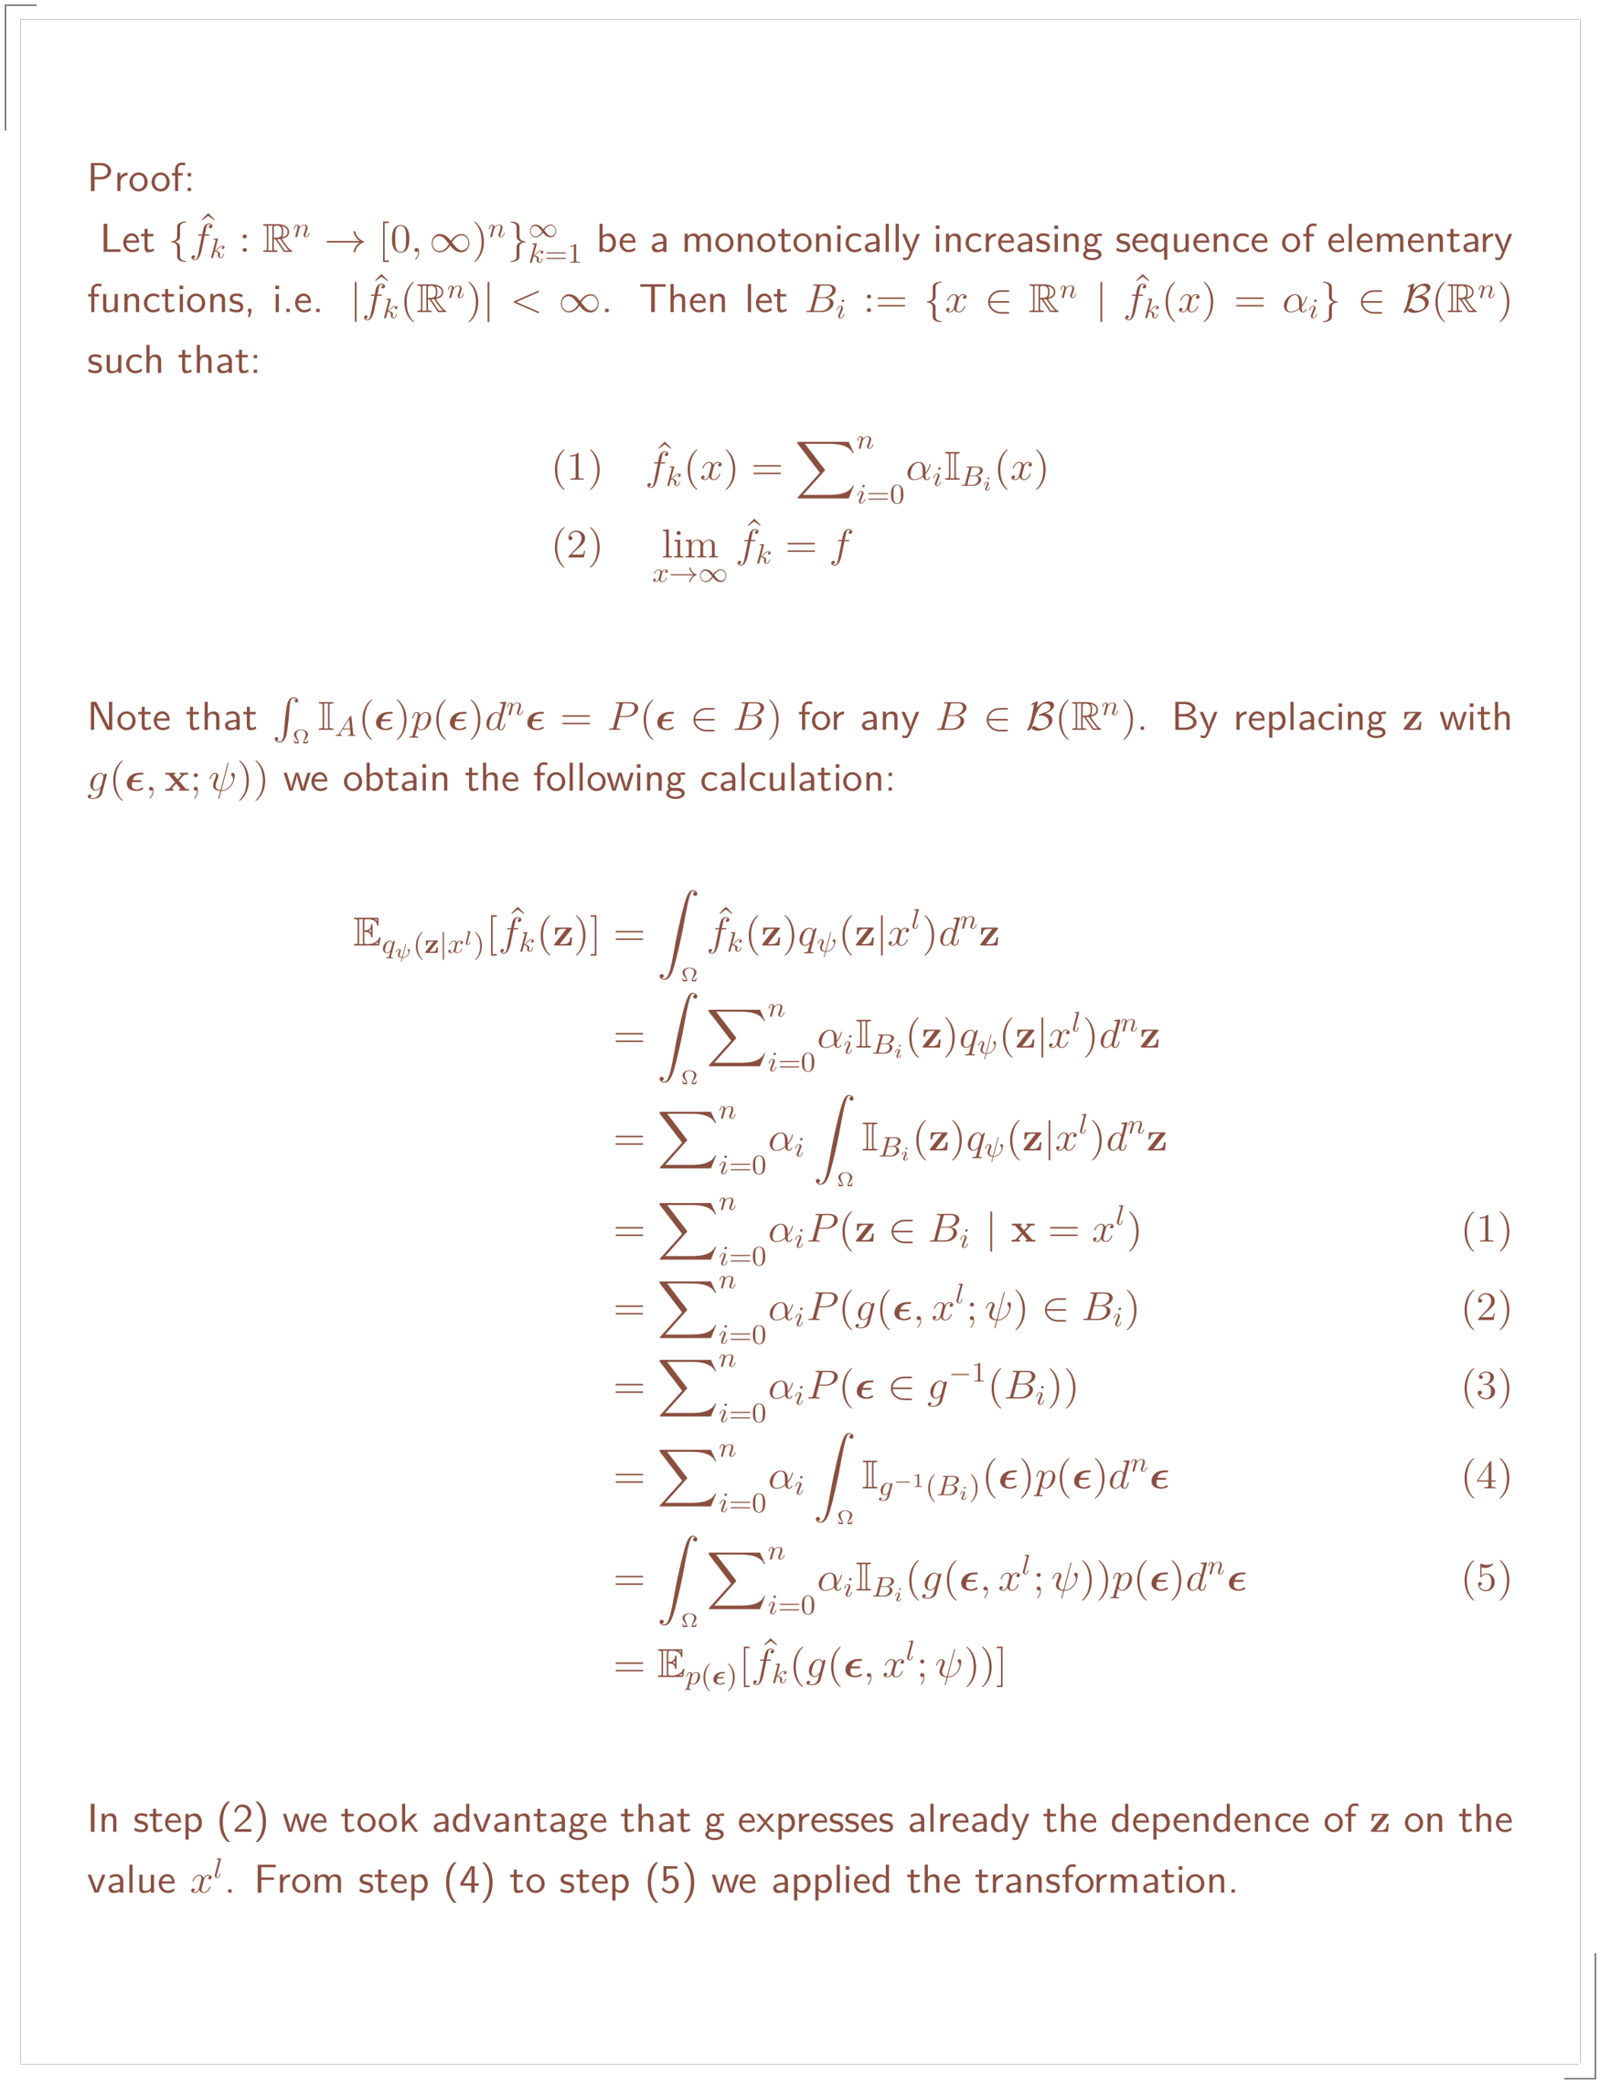 Proof:
Let $\{\hat{f}_k : \mathbb{R}^n \to [0, \infty)^n\}_{k=1}^{\infty}$ be a monotonically increasing sequence of elementary
functions, i.e. $|\hat{f}_k(\mathbb{R}^n)| < \infty$. Then let $B_i := \{x \in \mathbb{R}^n \mid \hat{f}_k(x) = \alpha_i\} \in \mathcal{B}(\mathbb{R}^n)$
such that:
(1) $\hat{f}_k(x) = \sum_{i=0}^{n} \alpha_i \mathbb{I}_{B_i}(x)$
(2) $\lim_{x \to \infty} \hat{f}_k = f$
Note that $\int_{\Omega} \mathbb{I}_A(\boldsymbol{\epsilon}) p(\boldsymbol{\epsilon}) d^n \boldsymbol{\epsilon} = P(\boldsymbol{\epsilon} \in B)$ for any $B \in \mathcal{B}(\mathbb{R}^n)$. By replacing $\mathbf{z}$ with
$g(\boldsymbol{\epsilon}, \mathbf{x}; \psi))$ we obtain the following calculation:
$\mathbb{E}_{q_\psi(\mathbf{z}|x^l)}[\hat{f}_k(\mathbf{z})] = \int_{\Omega} \hat{f}_k(\mathbf{z}) q_\psi(\mathbf{z}|x^l) d^n \mathbf{z}$
$= \int_{\Omega} \sum_{i=0}^{n} \alpha_i \mathbb{I}_{B_i}(\mathbf{z}) q_\psi(\mathbf{z}|x^l) d^n \mathbf{z}$
$= \sum_{i=0}^{n} \alpha_i \int_{\Omega} \mathbb{I}_{B_i}(\mathbf{z}) q_\psi(\mathbf{z}|x^l) d^n \mathbf{z}$
$= \sum_{i=0}^{n} \alpha_i P(\mathbf{z} \in B_i \mid \mathbf{x} = x^l)$ (1)
$= \sum_{i=0}^{n} \alpha_i P(g(\boldsymbol{\epsilon}, x^l; \psi) \in B_i)$ (2)
$= \sum_{i=0}^{n} \alpha_i P(\boldsymbol{\epsilon} \in g^{-1}(B_i))$ (3)
$= \sum_{i=0}^{n} \alpha_i \int_{\Omega} \mathbb{I}_{g^{-1}(B_i)}(\boldsymbol{\epsilon}) p(\boldsymbol{\epsilon}) d^n \boldsymbol{\epsilon}$ (4)
$= \int_{\Omega} \sum_{i=0}^{n} \alpha_i \mathbb{I}_{B_i}(g(\boldsymbol{\epsilon}, x^l; \psi)) p(\boldsymbol{\epsilon}) d^n \boldsymbol{\epsilon}$ (5)
$= \mathbb{E}_{p(\boldsymbol{\epsilon})}[\hat{f}_k(g(\boldsymbol{\epsilon}, x^l; \psi))]$
In step (2) we took advantage that g expresses already the dependence of $\mathbf{z}$ on the
value $x^l$. From step (4) to step (5) we applied the transformation.